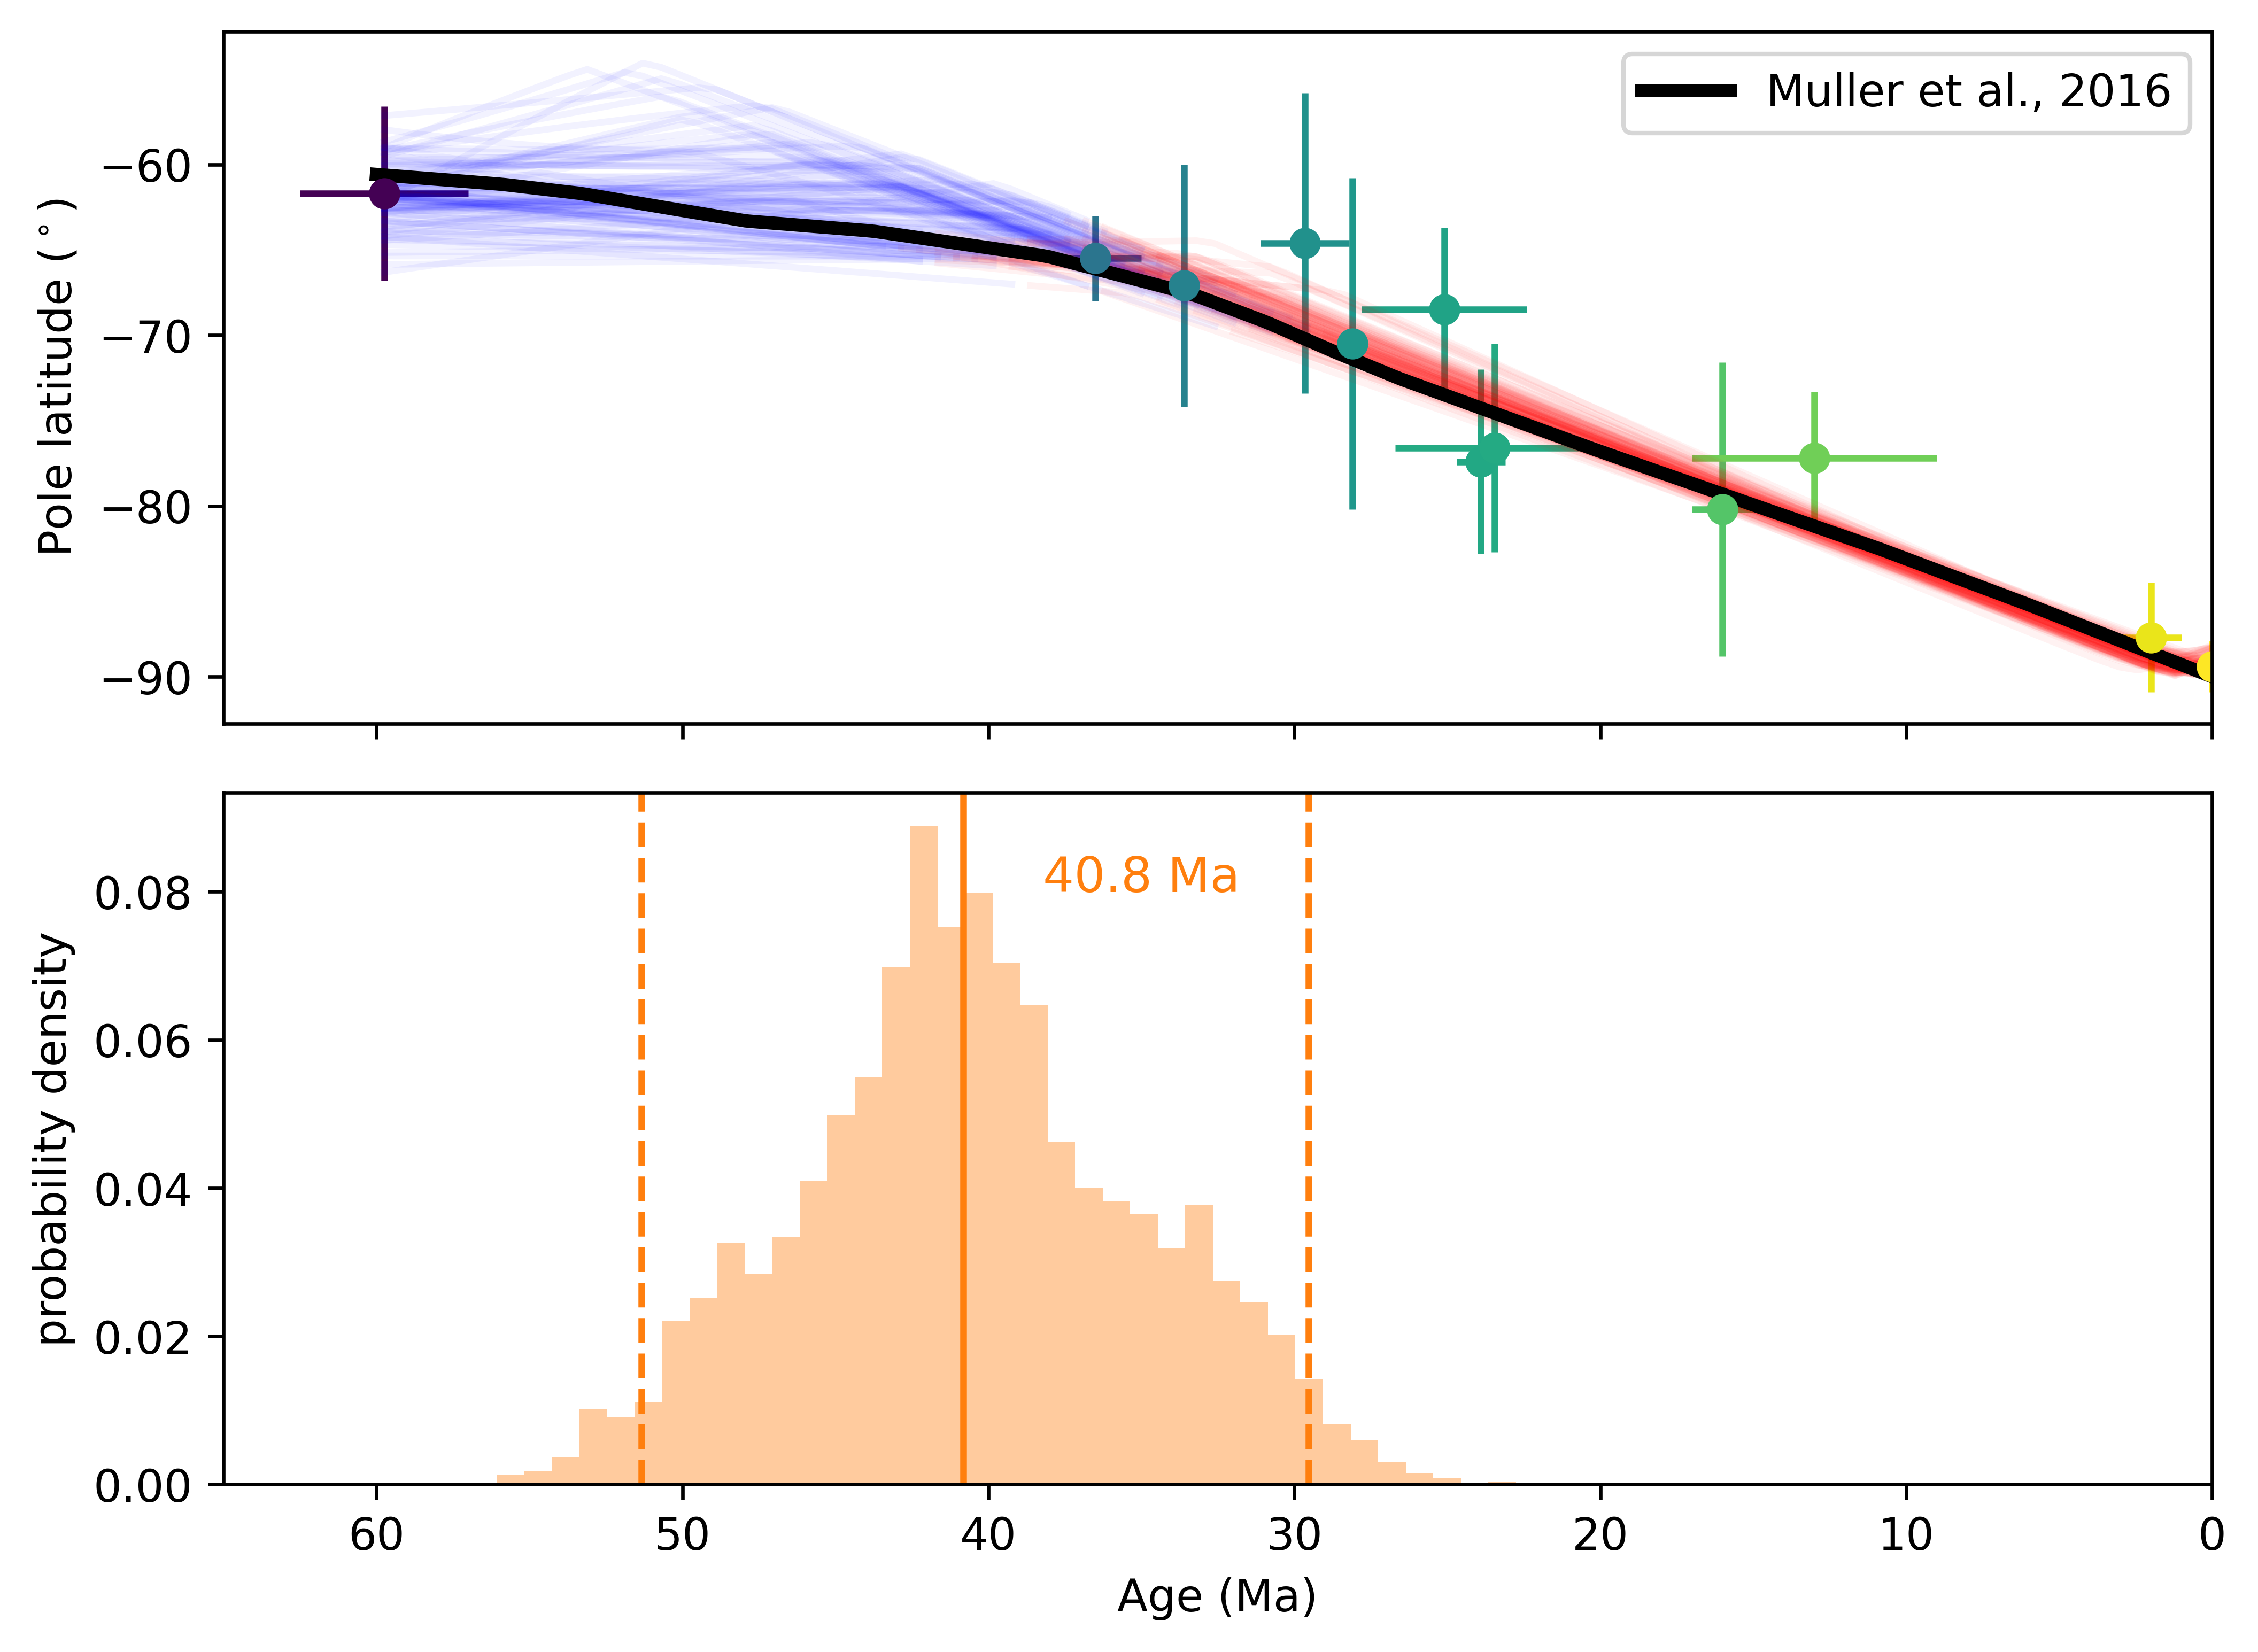 Muller et al., 2016
Pole latitude (°)
−60
−70
−80
−90
40.8 Ma
probability density
0.08
0.06
0.04
0.02
0.00
60 50 40 30 20 10 0
Age (Ma)